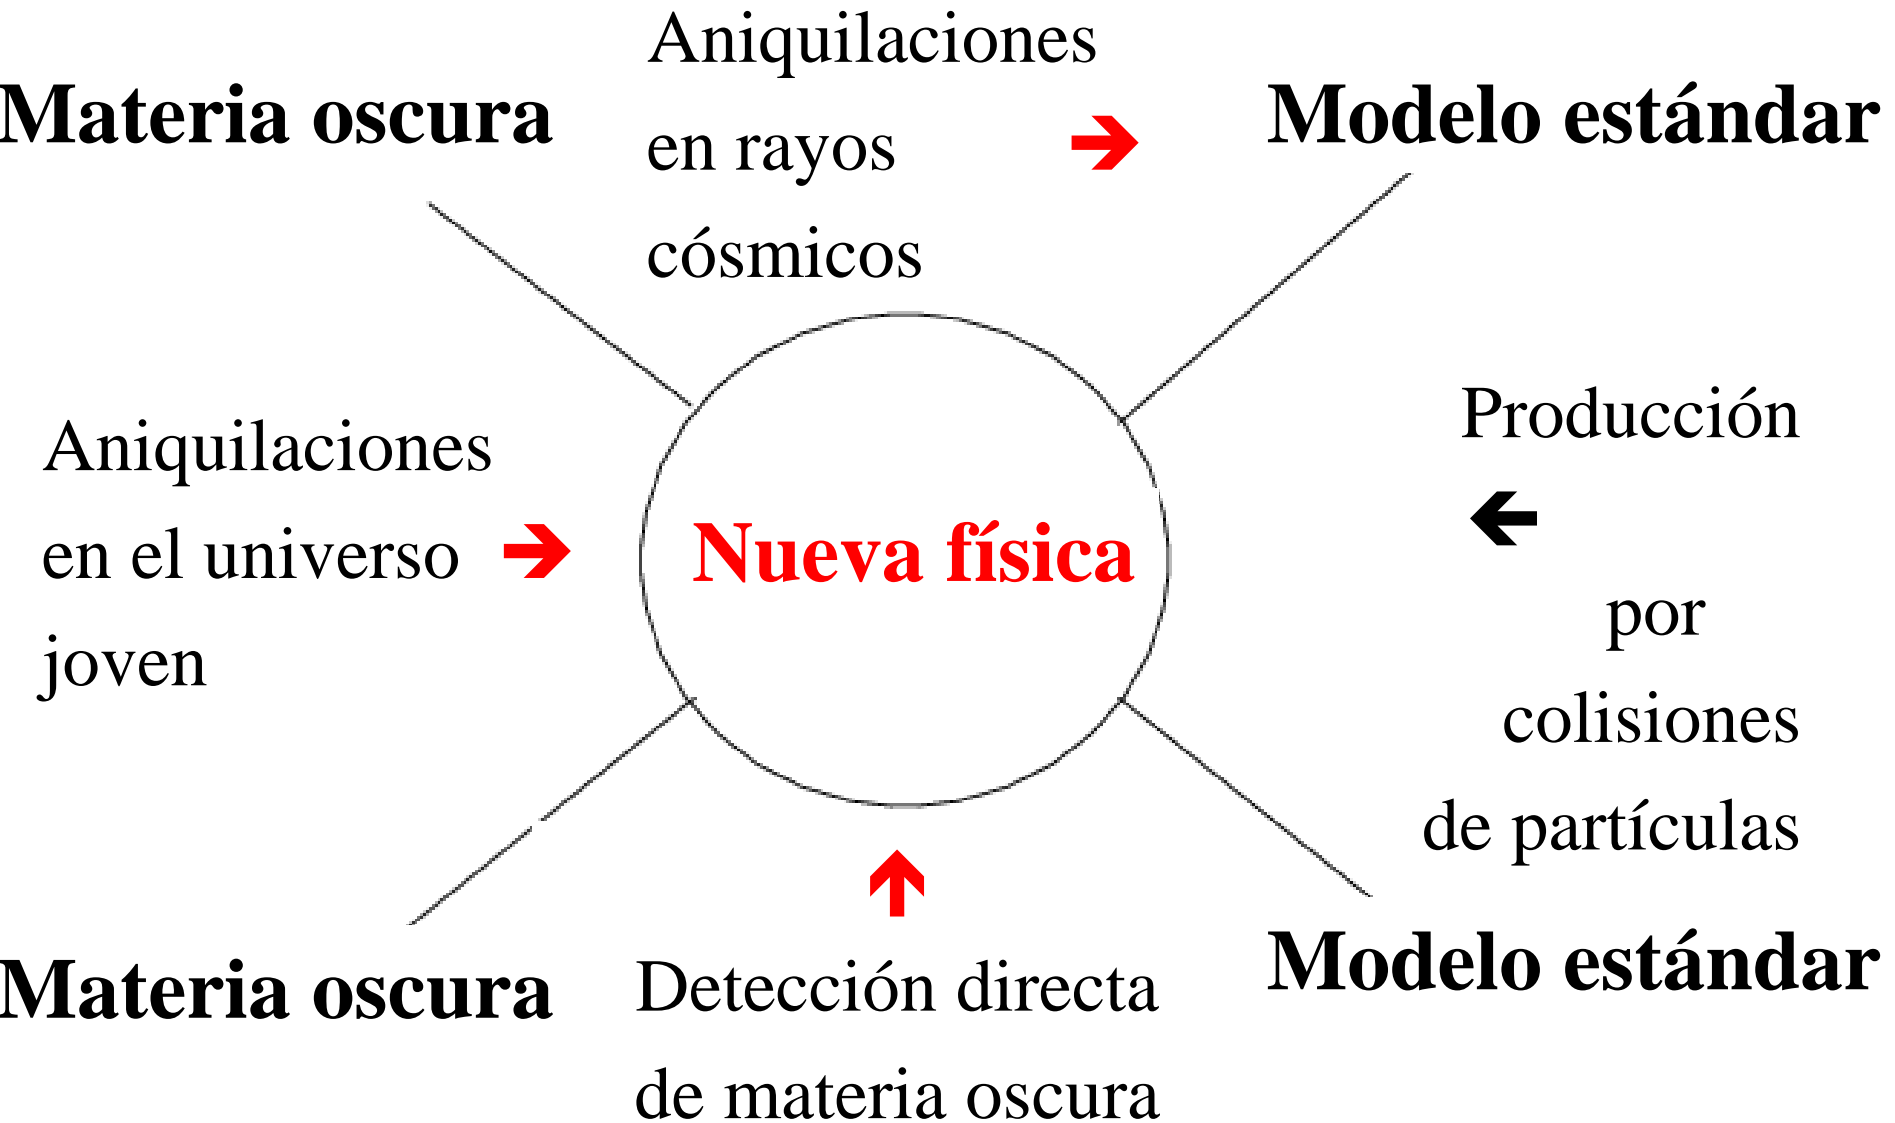 Aniquilaciones
en rayos
cósmicos
Materia oscura
Modelo estándar
Aniquilaciones
en el universo
joven
Nueva física
Producción
por
colisiones
de partículas
Materia oscura
Detección directa
de materia oscura
Modelo estándar